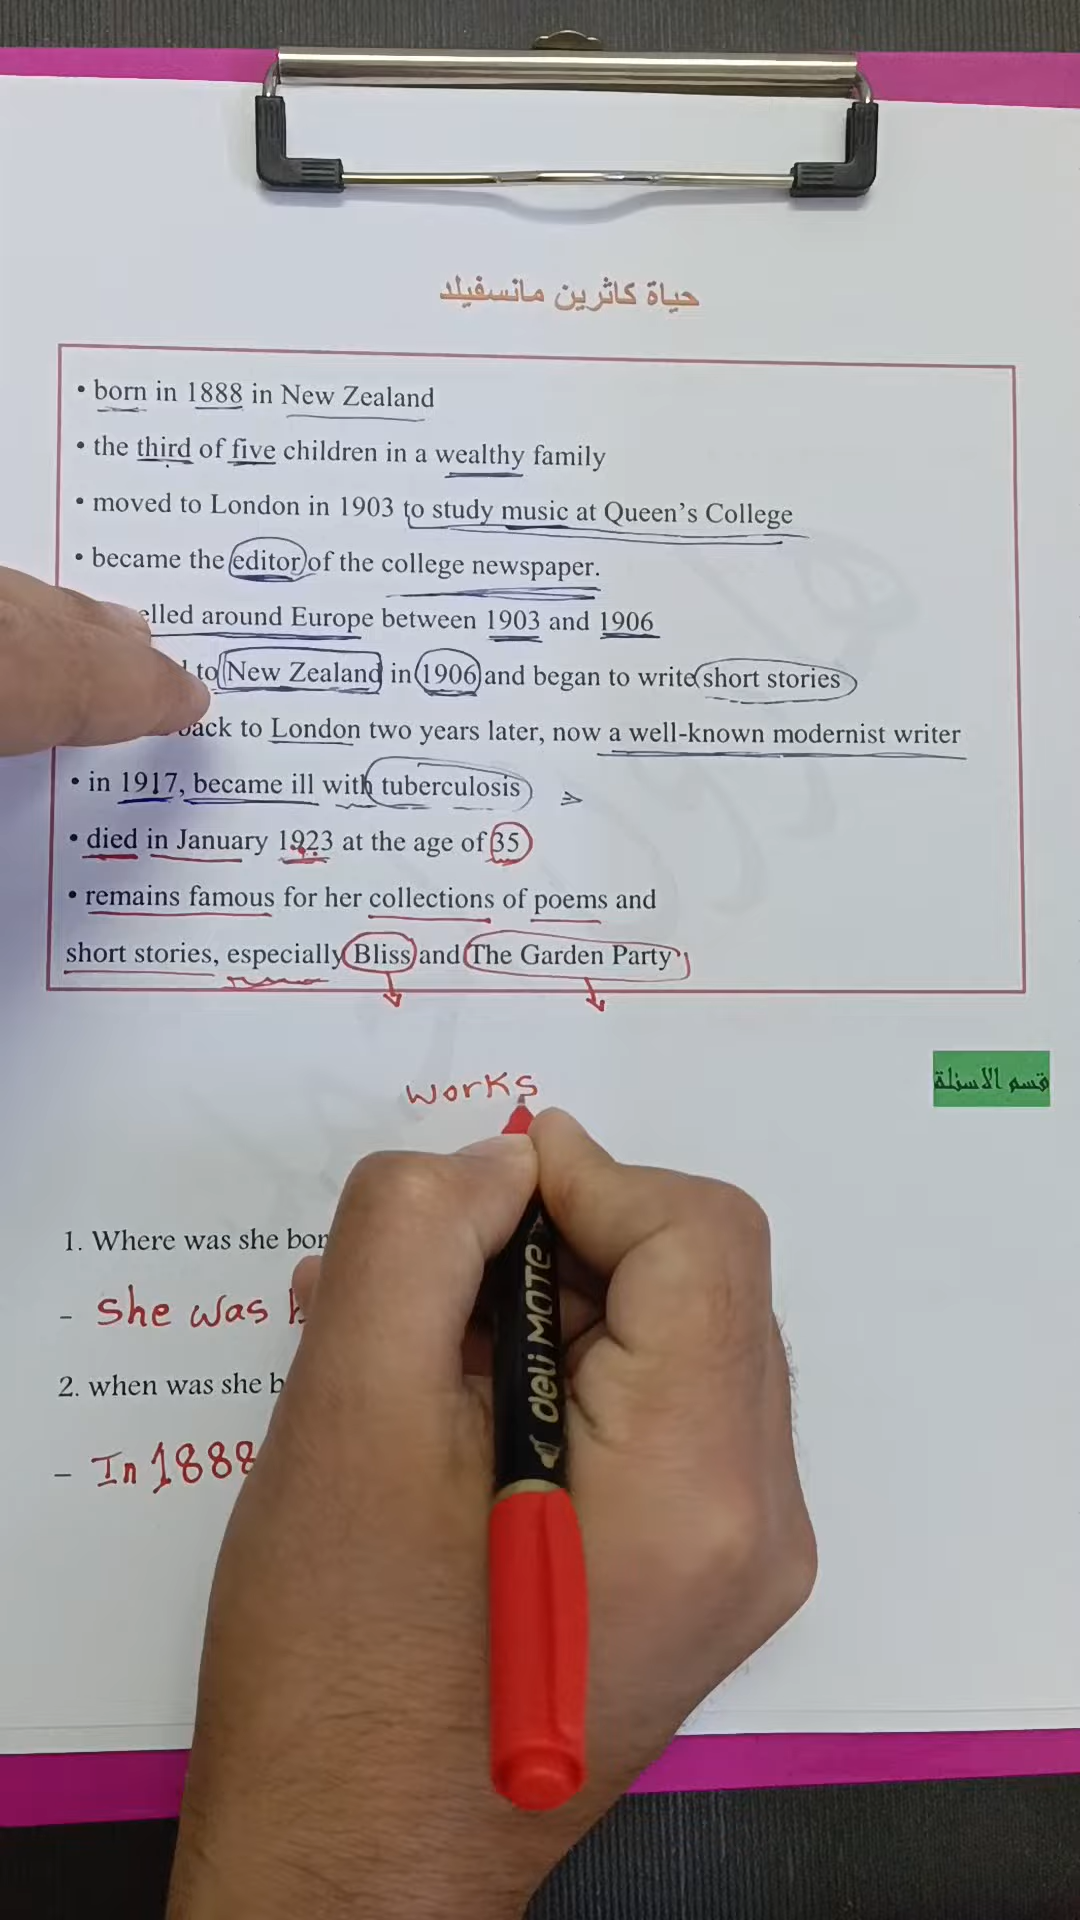 حياة كاثرين مانسفيلد
• born in 1888 in New Zealand
• the third of five children in a wealthy family
• moved to London in 1903 to study music at Queen's College
• became the editor of the college newspaper.
elled around Europe between 1903 and 1906
to New Zealand in 1906 and began to write short stories
back to London two years later, now a well-known modernist writer
• in 1917, became ill with tuberculosis
• died in January 1923 at the age of 35
• remains famous for her collections of poems and
short stories, especially Bliss and The Garden Party
works
قسم الاسئلة
1. Where was she bor
- She was
2. when was she b
- In 1888
deli MATE